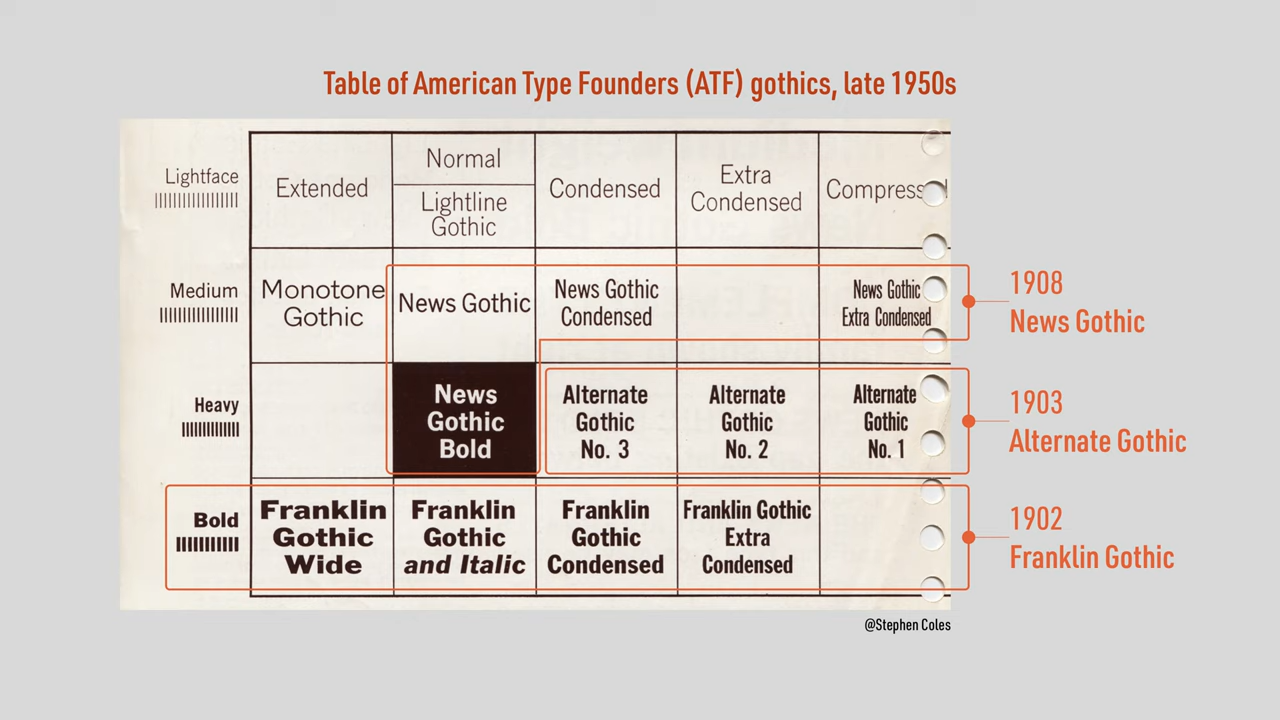 Table of American Type Founders (ATF) gothics, late 1950s
Lightface
Extended
Normal
Lightline
Gothic
Condensed
Extra
Condensed
Medium
Monotone
Gothic
News Gothic
News Gothic
Condensed
News Gothic
Extra Condensed
1908
News Gothic
Heavy
News
Gothic
Bold
Alternate
Gothic
No. 3
Alternate
Gothic
No. 2
Alternate
Gothic
No. 1
1903
Alternate Gothic
Bold
Franklin
Gothic
Wide
Franklin
Gothic
and Italic
Franklin
Gothic
Condensed
Franklin Gothic
Extra
Condensed
1902
Franklin Gothic
@Stephen Coles